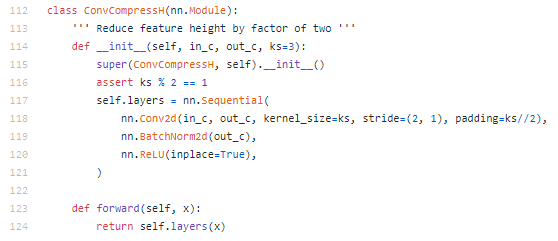 112 class ConvCompressH(nn.Module):
113     ''' Reduce feature height by factor of two '''
114     def __init__(self, in_c, out_c, ks=3):
115         super(ConvCompressH, self).__init__()
116         assert ks % 2 == 1
117         self.layers = nn.Sequential(
118             nn.Conv2d(in_c, out_c, kernel_size=ks, stride=(2, 1), padding=ks//2),
119             nn.BatchNorm2d(out_c),
120             nn.ReLU(inplace=True),
121         )
122
123     def forward(self, x):
124         return self.layers(x)